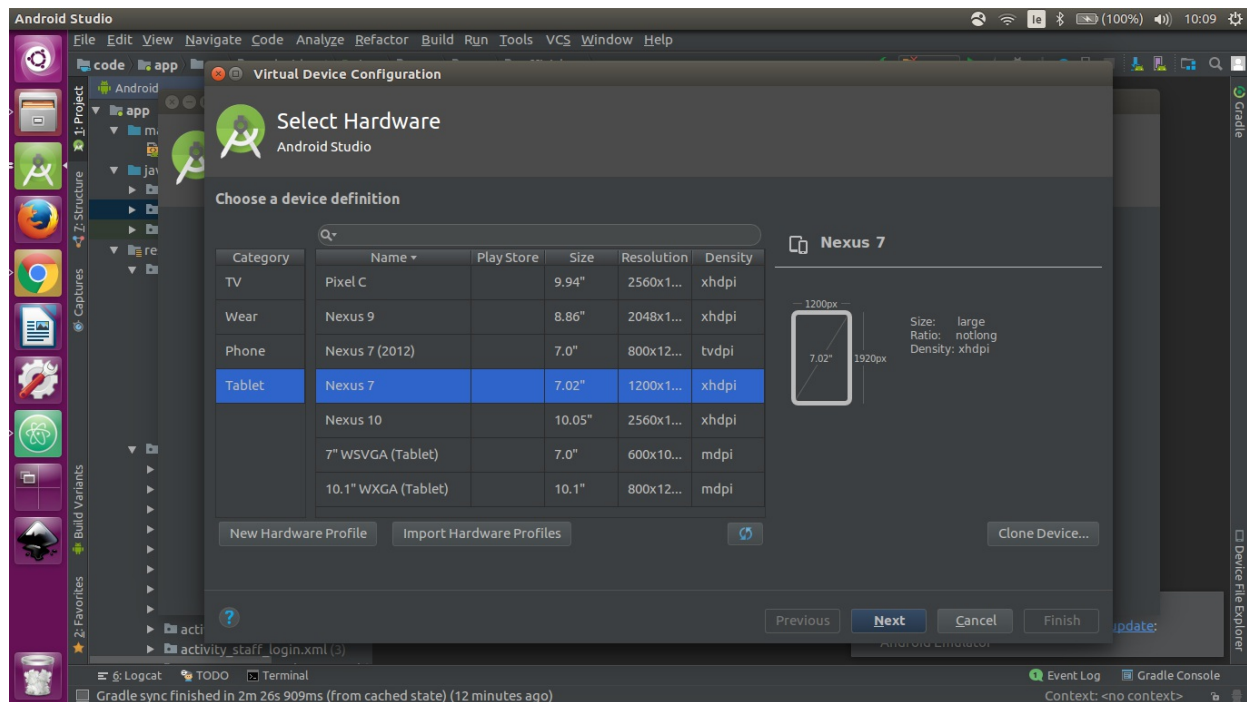 Android Studio
le
(100%)
10:09
File Edit View Navigate Code Analyze Refactor Build Run Tools VCS Window Help
code app
Virtual Device Configuration
Android
1: Project
app
Select Hardware
Android Studio
Gradle
Z: Structure
Choose a device definition
Captures
Category Name Play Store Size Resolution Density
TV Pixel C 9.94" 2560x1... xhdpi
Wear Nexus 9 8.86" 2048x1... xhdpi
Phone Nexus 7 (2012) 7.0" 800x12... tvdpi
Tablet Nexus 7 7.02" 1200x1... xhdpi
Nexus 10 10.05" 2560x1... xhdpi
7" WSVGA (Tablet) 7.0" 600x10... mdpi
10.1" WXGA (Tablet) 10.1" 800x12... mdpi
Nexus 7
1200px
7.02"
1920px
Size: large
Ratio: notlong
Density: xhdpi
Build Variants
New Hardware Profile Import Hardware Profiles Clone Device...
Device File Explorer
2: Favorites
? Previous Next Cancel Finish
update:
Android Emulator
activity_staff_login.xml (3)
6: Logcat TODO Terminal 1 Event Log Gradle Console
Gradle sync finished in 2m 26s 909ms (from cached state) (12 minutes ago) Context: <no context>